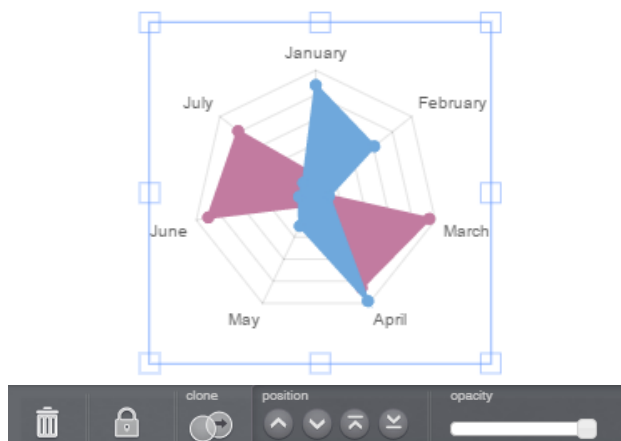 January
July
February
June
March
May
April
clone
position
opacity